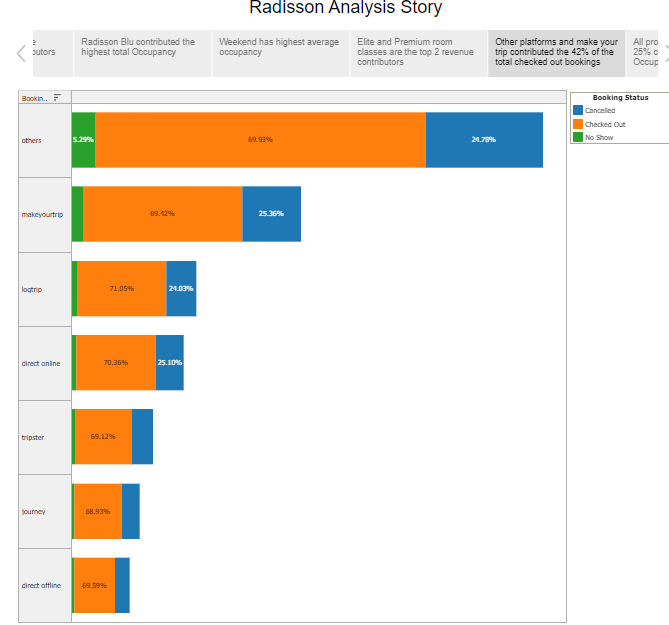 Radisson Analysis Story
Radisson Blu contributed the
highest total Occupancy
Weekend has highest average
occupancy
Elite and Premium room
classes are the top 2 revenue
contributors
Other platforms and make your
trip contributed the 42% of the
total checked out bookings
All pro
25% c
Occup
Bookin..
Booking Status
Cancelled
Checked Out
No Show
others
5.29%
69.93%
24.78%
makeyourtrip
69.42%
25.36%
logtrip
71.05%
24.03%
direct online
70.36%
25.10%
tripster
69.12%
journey
68.93%
direct offline
69.59%